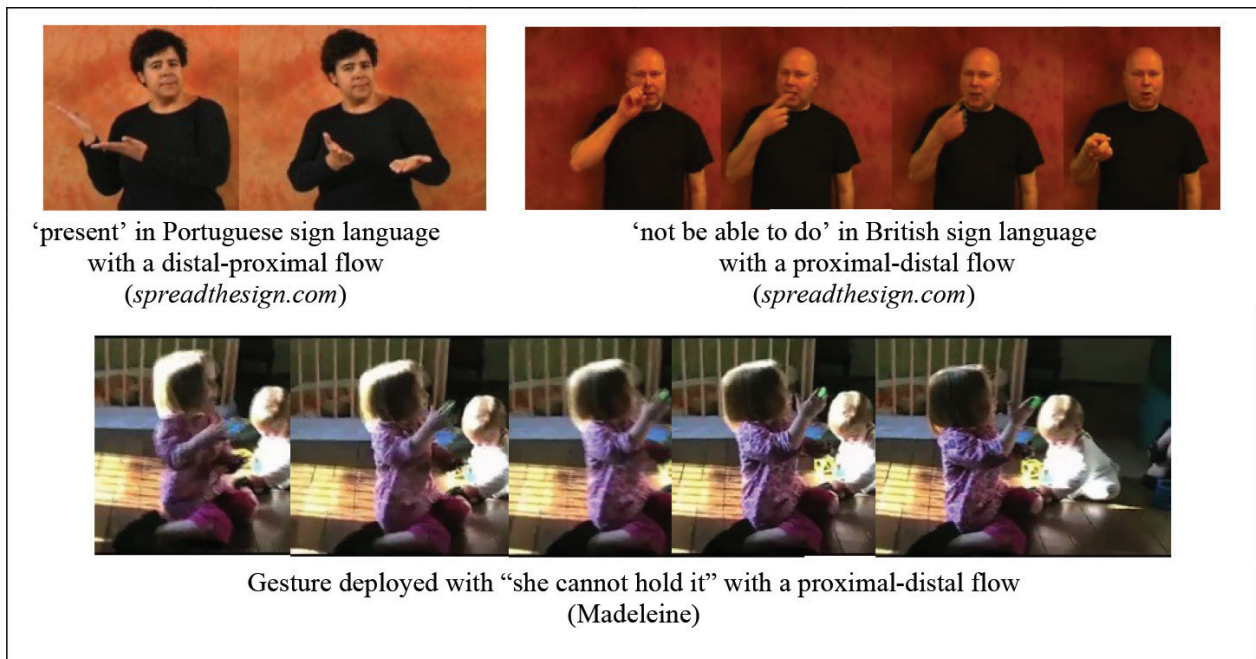 ‘present’ in Portuguese sign language
with a distal-proximal flow
(spreadthesign.com)
‘not be able to do’ in British sign language
with a proximal-distal flow
(spreadthesign.com)
Gesture deployed with “she cannot hold it” with a proximal-distal flow
(Madeleine)